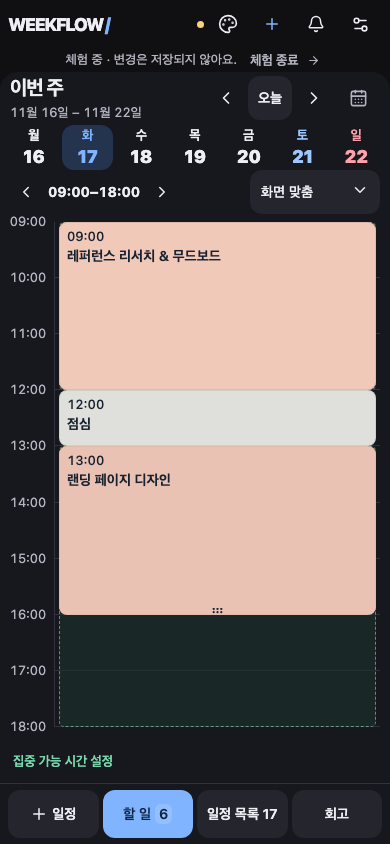 WEEKFLOW/
체험 중 · 변경은 저장되지 않아요. 체험 종료 →
이번 주
11월 16일 – 11월 22일
오늘
월 화 수 목 금 토 일
16 17 18 19 20 21 22
09:00–18:00
화면 맞춤
09:00
09:00
레퍼런스 리서치 & 무드보드
10:00
11:00
12:00
12:00
점심
13:00
13:00
랜딩 페이지 디자인
14:00
15:00
16:00
17:00
18:00
집중 가능 시간 설정
+ 일정
할 일 6
일정 목록 17
회고